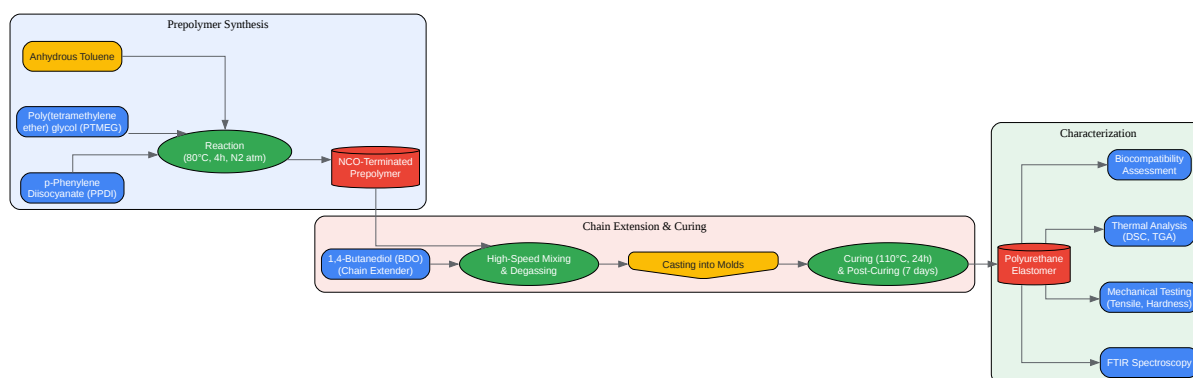 Prepolymer Synthesis
Anhydrous Toluene
Poly(tetramethylene
ether) glycol (PTMEG)
p-Phenylene
Diisocyanate (PPDI)
Reaction
(80°C, 4h, N2 atm)
NCO-Terminated
Prepolymer
Chain Extension & Curing
1,4-Butanediol (BDO)
(Chain Extender)
High-Speed Mixing
& Degassing
Casting into Molds
Curing (110°C, 24h)
& Post-Curing (7 days)
Characterization
Polyurethane
Elastomer
Biocompatibility
Assessment
Thermal Analysis
(DSC, TGA)
Mechanical Testing
(Tensile, Hardness)
FTIR Spectroscopy